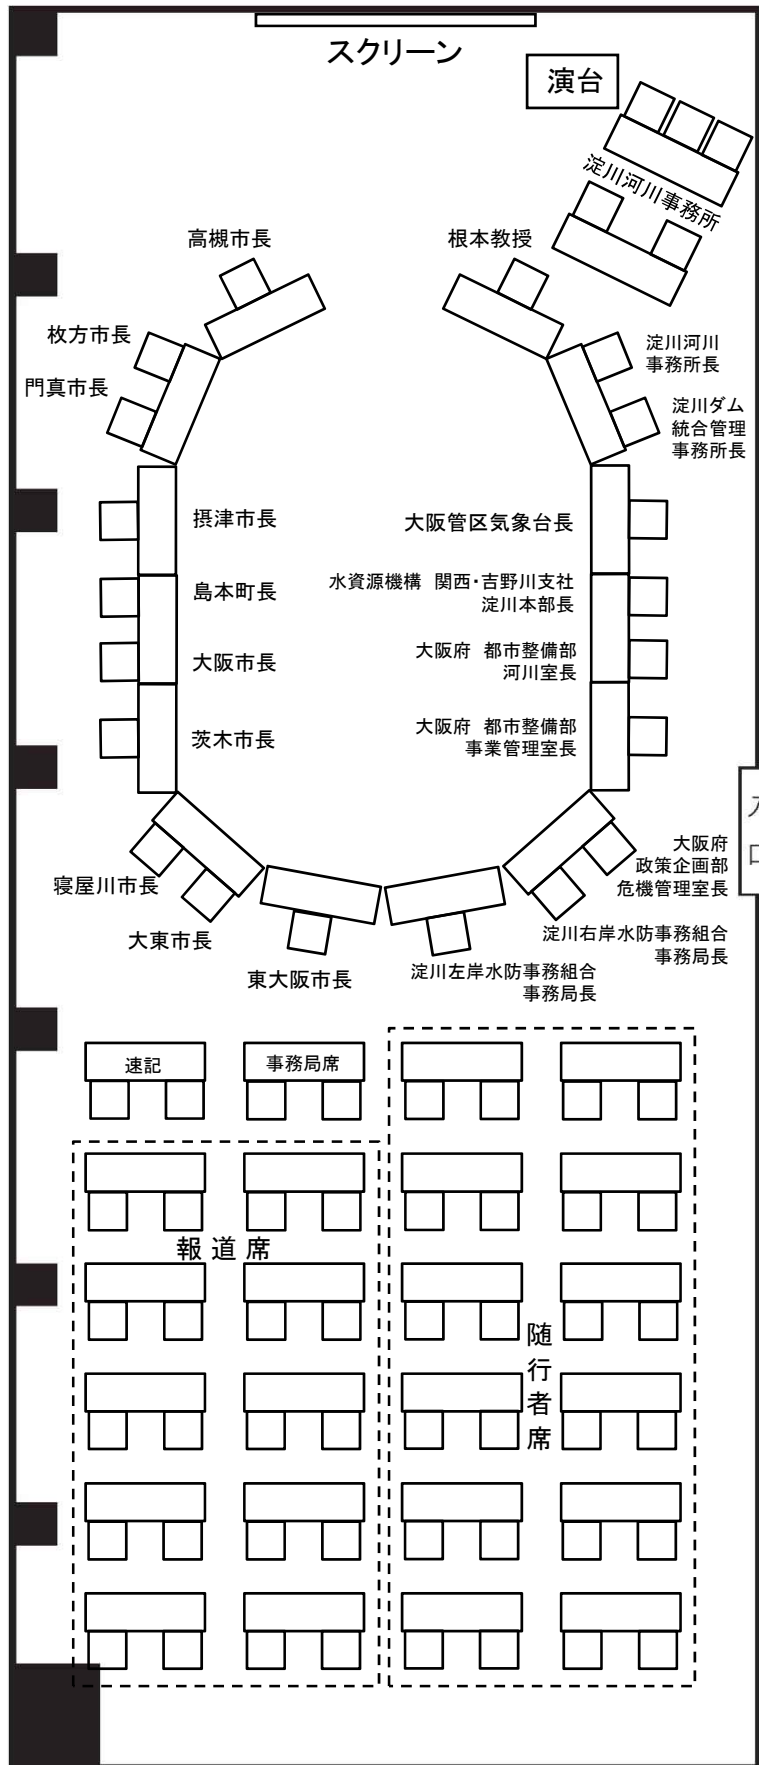 スクリーン
演台
淀川河川事務所
高槻市長
根本教授
枚方市長
淀川河川
事務所長
門真市長
淀川ダム
統合管理
事務所長
摂津市長
大阪管区気象台長
島本町長
水資源機構 関西・吉野川支社
淀川本部長
大阪市長
大阪府 都市整備部
河川室長
茨木市長
大阪府 都市整備部
事業管理室長
大阪府
政策企画部
危機管理室長
寝屋川市長
大東市長
淀川右岸水防事務組合
事務局長
東大阪市長
淀川左岸水防事務組合
事務局長
速記
事務局席
報道席
随行者席